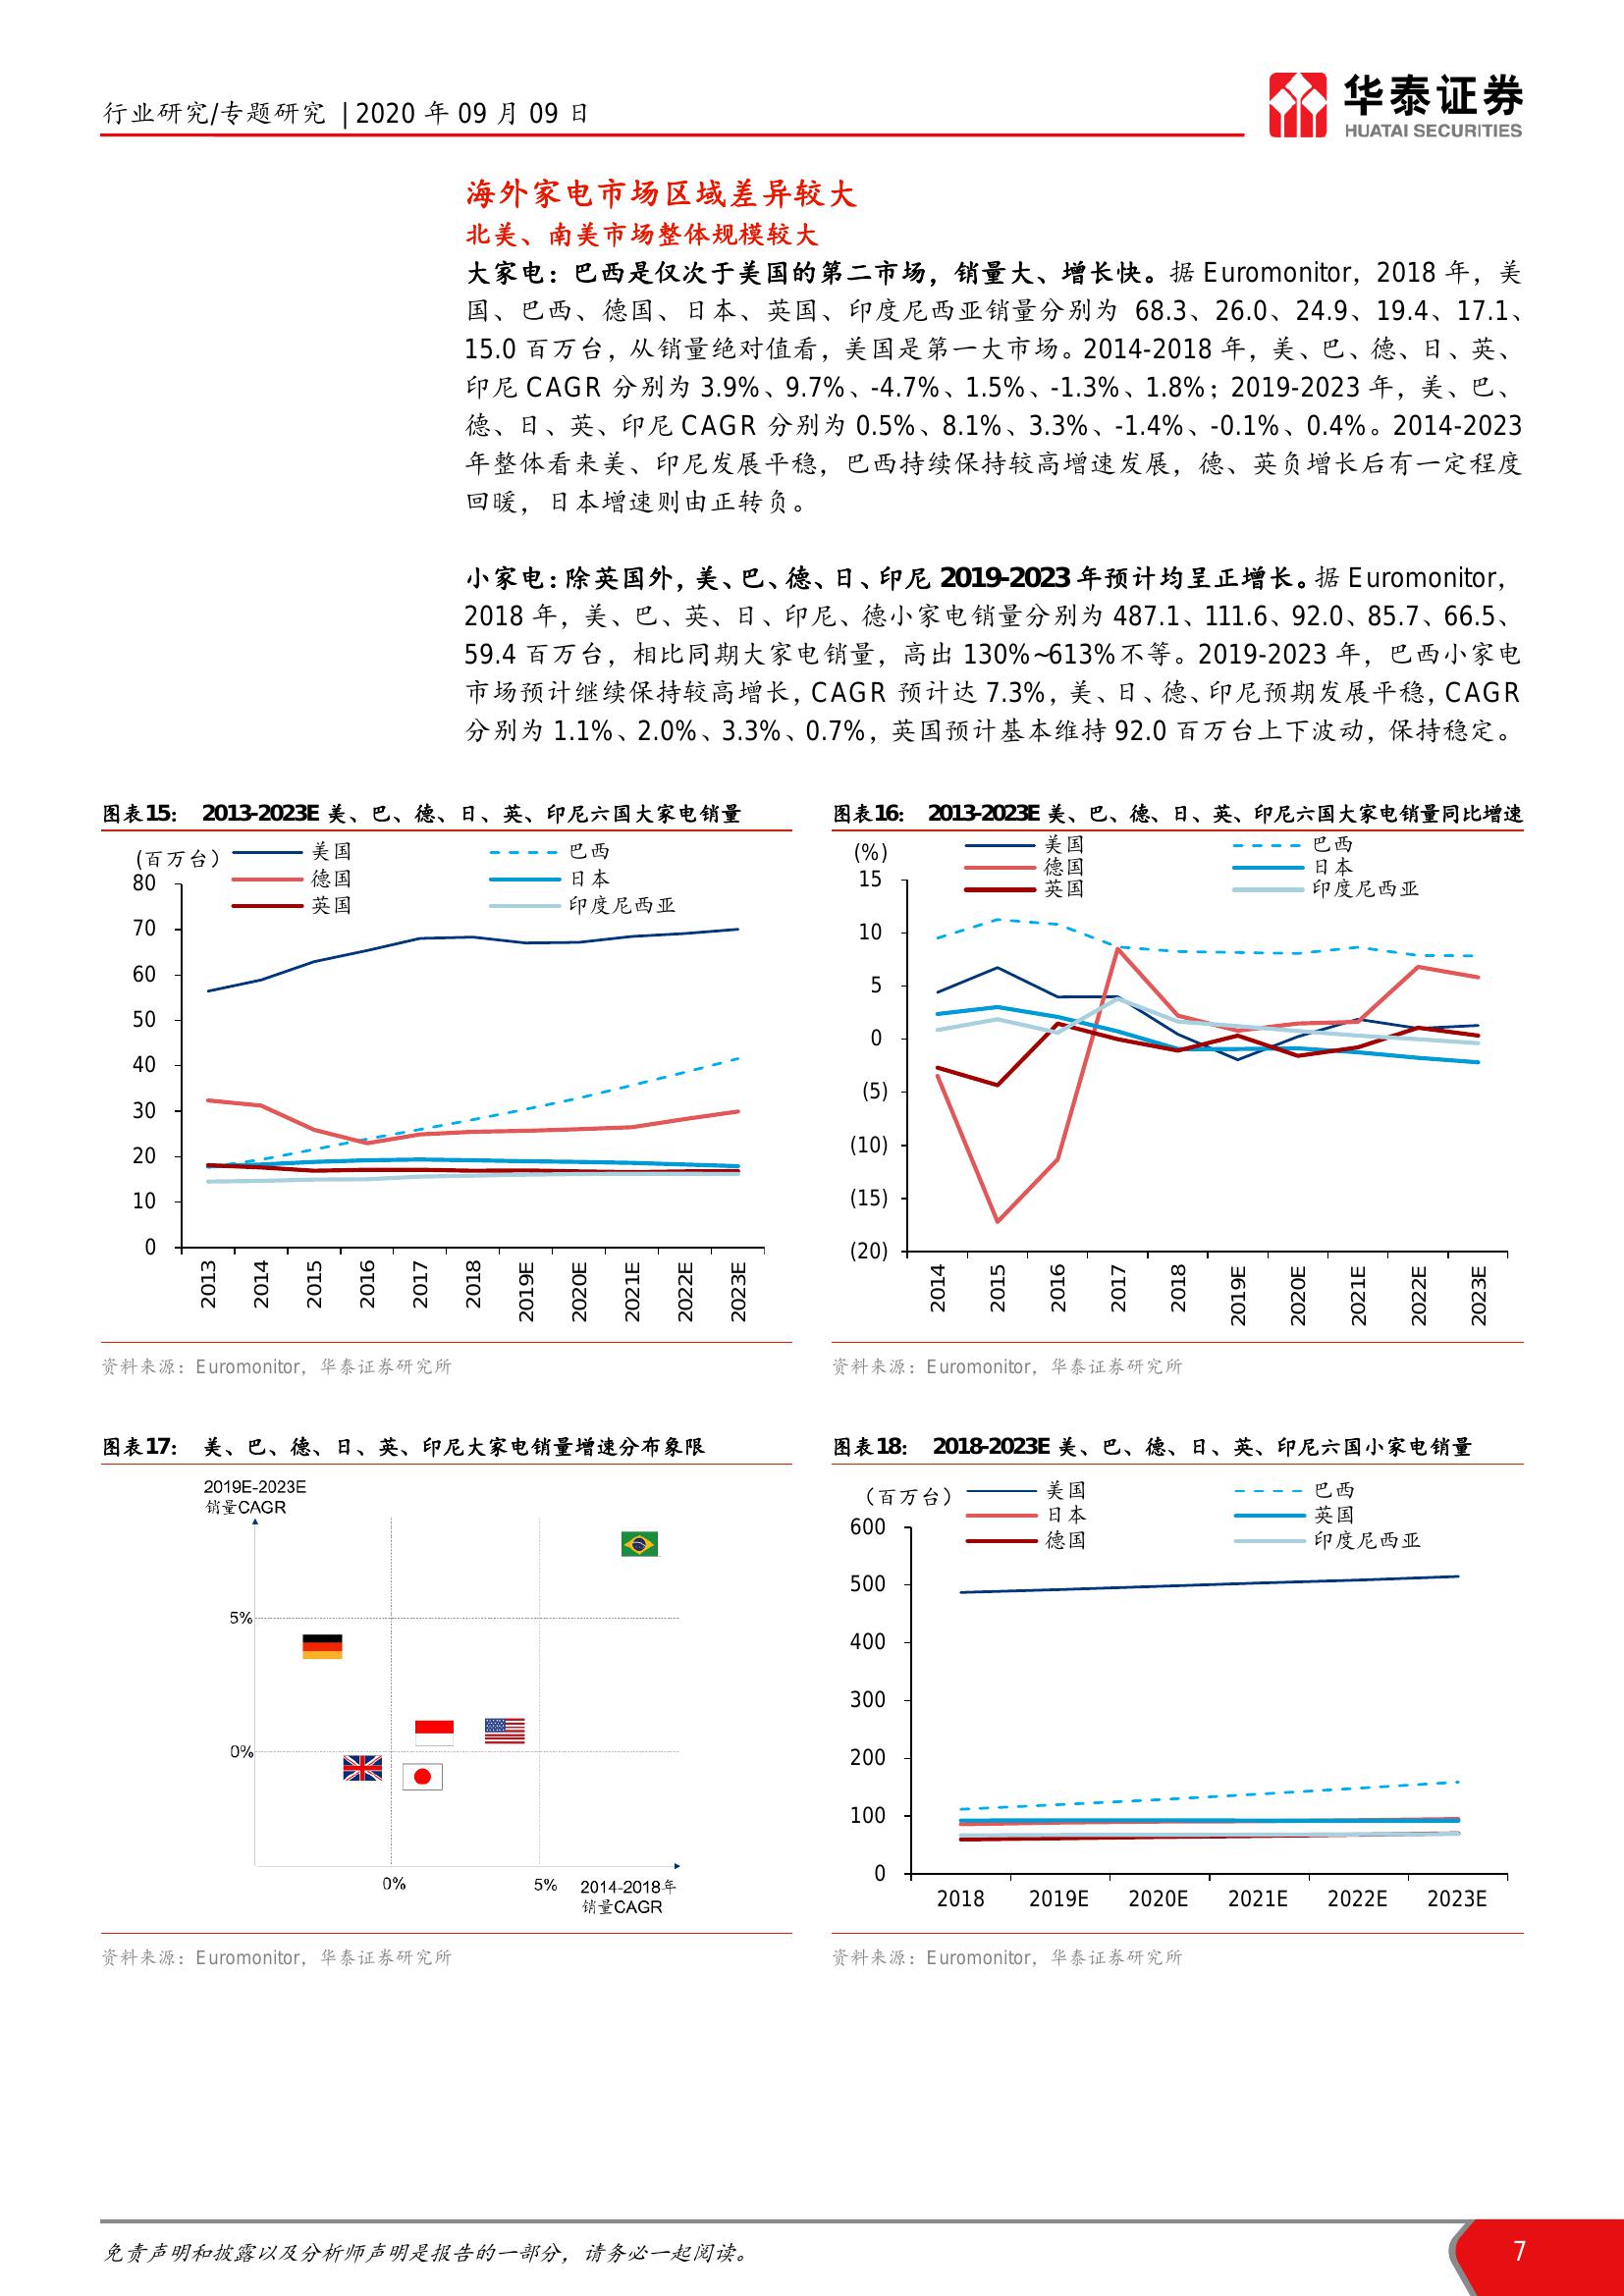 行业研究/专题研究 | 2020 年 09 月 09 日
华泰证券
HUATAI SECURITIES
海外家电市场区域差异较大
北美、南美市场整体规模较大
大家电：巴西是仅次于美国的第二市场，销量大、增长快。据 Euromonitor，2018 年，美
国、巴西、德国、日本、英国、印度尼西亚销量分别为 68.3、26.0、24.9、19.4、17.1、
15.0 百万台，从销量绝对值看，美国是第一大市场。2014-2018 年，美、巴、德、日、英、
印尼 CAGR 分别为 3.9%、9.7%、-4.7%、1.5%、-1.3%、1.8%；2019-2023 年，美、巴、
德、日、英、印尼 CAGR 分别为 0.5%、8.1%、3.3%、-1.4%、-0.1%、0.4%。2014-2023
年整体看来美、印尼发展平稳，巴西持续保持较高增速发展，德、英负增长后有一定程度
回暖，日本增速则由正转负。
小家电：除英国外，美、巴、德、日、印尼 2019-2023 年预计均呈正增长。据 Euromonitor，
2018 年，美、巴、英、日、印尼、德小家电销量分别为 487.1、111.6、92.0、85.7、66.5、
59.4 百万台，相比同期大家电销量，高出 130%~613%不等。2019-2023 年，巴西小家电
市场预计继续保持较高增长，CAGR 预计达 7.3%，美、日、德、印尼预期发展平稳，CAGR
分别为 1.1%、2.0%、3.3%、0.7%，英国预计基本维持 92.0 百万台上下波动，保持稳定。
图表15： 2013-2023E 美、巴、德、日、英、印尼六国大家电销量
（百万台）
美国
巴西
德国
日本
英国
印度尼西亚
80
70
60
50
40
30
20
10
0
2013
2014
2015
2016
2017
2018
2019E
2020E
2021E
2022E
2023E
资料来源：Euromonitor，华泰证券研究所
图表16： 2013-2023E 美、巴、德、日、英、印尼六国大家电销量同比增速
(%)
美国
巴西
德国
日本
英国
印度尼西亚
15
10
5
0
(5)
(10)
(15)
(20)
2014
2015
2016
2017
2018
2019E
2020E
2021E
2022E
2023E
资料来源：Euromonitor，华泰证券研究所
图表17： 美、巴、德、日、英、印尼大家电销量增速分布象限
2019E-2023E
销量CAGR
5%
0%
0%
5%
2014-2018年
销量CAGR
资料来源：Euromonitor，华泰证券研究所
图表18： 2018-2023E 美、巴、德、日、英、印尼六国小家电销量
（百万台）
美国
巴西
日本
英国
德国
印度尼西亚
600
500
400
300
200
100
0
2018
2019E
2020E
2021E
2022E
2023E
资料来源：Euromonitor，华泰证券研究所
免责声明和披露以及分析师声明是报告的一部分，请务必一起阅读。
7